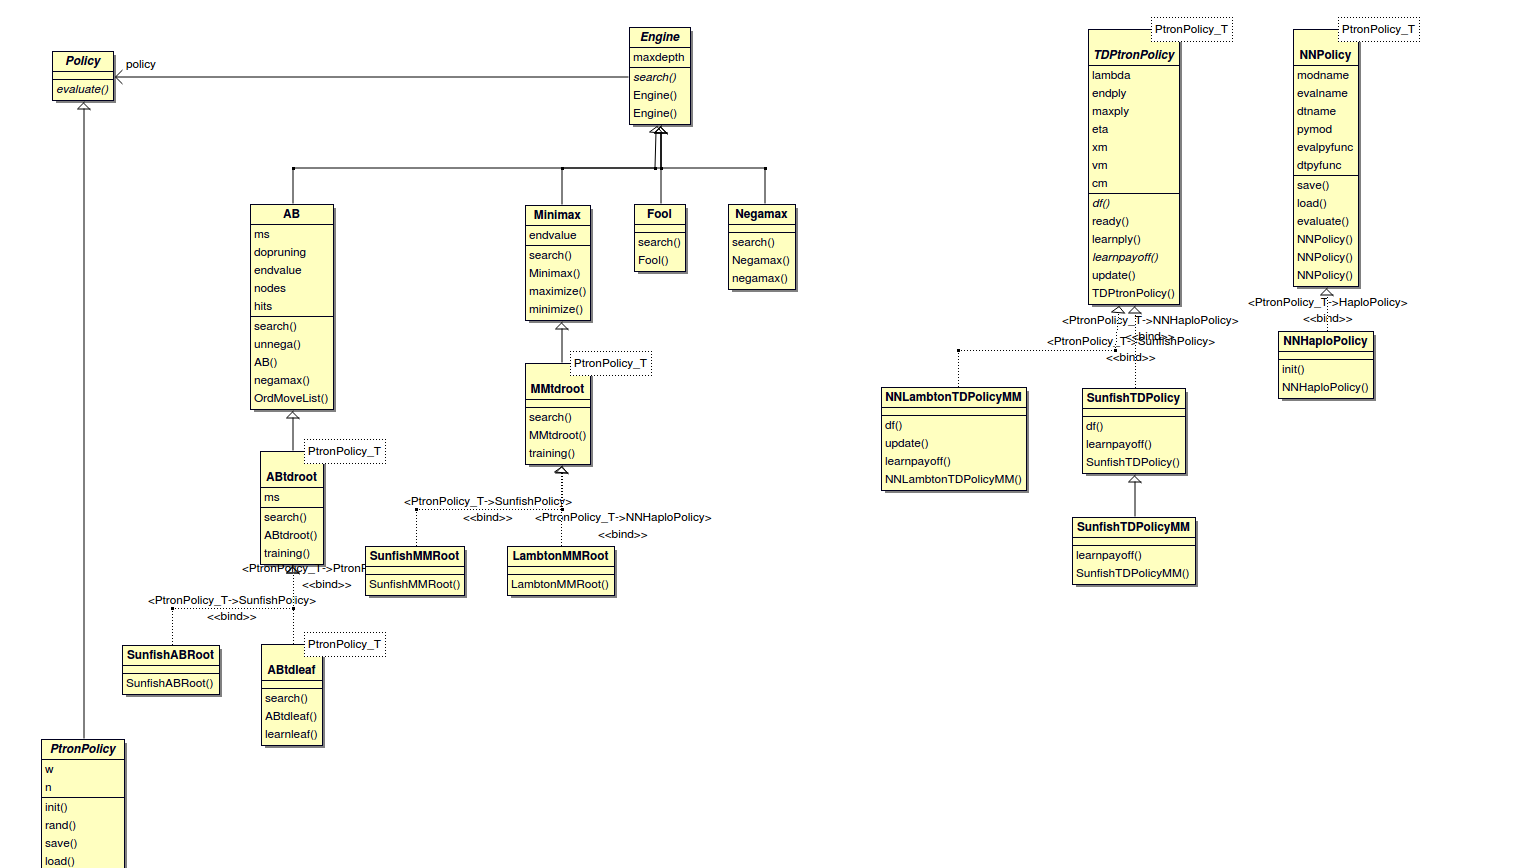 Policy
evaluate()
policy
Engine
maxdepth
search()
Engine()
Engine()
AB
ms
dopruning
endvalue
nodes
hits
search()
unnega()
AB()
negamax()
OrdMoveList()
Minimax
endvalue
search()
Minimax()
maximize()
minimize()
Fool
search()
Fool()
Negamax
search()
Negamax()
negamax()
PtronPolicy_T
ABtdroot
ms
search()
ABtdroot()
training()
PtronPolicy_T
MMtdroot
search()
MMtdroot()
training()
<PtronPolicy_T->SunfishPolicy>
<<bind>>
<PtronPolicy_T->NNHaploPolicy>
<<bind>>
SunfishMMRoot
SunfishMMRoot()
LambtonMMRoot
LambtonMMRoot()
<PtronPolicy_T->PtronP
<<bind>>
<PtronPolicy_T->SunfishPolicy>
<<bind>>
SunfishABRoot
SunfishABRoot()
PtronPolicy_T
ABtdleaf
search()
ABtdleaf()
learnleaf()
PtronPolicy
w
n
init()
rand()
save()
load()
PtronPolicy_T
TDPtronPolicy
lambda
endply
maxply
eta
xm
vm
cm
df()
ready()
learnply()
learnpayoff()
update()
TDPtronPolicy()
<PtronPolicy_T->NNHaploPolicy>
<<bind>>
<PtronPolicy_T->SunfishPolicy>
<<bind>>
NNLambtonTDPolicyMM
df()
update()
learnpayoff()
NNLambtonTDPolicyMM()
SunfishTDPolicy
df()
learnpayoff()
SunfishTDPolicy()
SunfishTDPolicyMM
learnpayoff()
SunfishTDPolicyMM()
PtronPolicy_T
NNPolicy
modname
evalname
dtname
pymod
evalpyfunc
dtpyfunc
save()
load()
evaluate()
NNPolicy()
NNPolicy()
NNPolicy()
<PtronPolicy_T->HaploPolicy>
<<bind>>
NNHaploPolicy
init()
NNHaploPolicy()